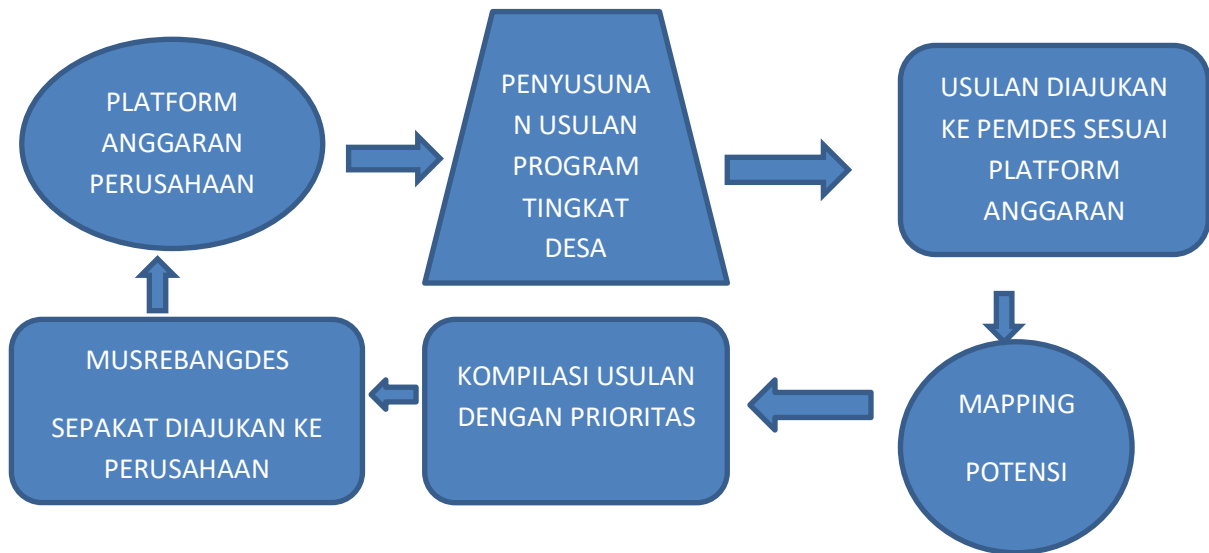 PLATFORM
ANGGARAN
PERUSAHAAN
PENYUSUNA
N USULAN
PROGRAM
TINGKAT
DESA
USULAN DIAJUKAN
KE PEMDES SESUAI
PLATFORM
ANGGARAN
MAPPING
POTENSI
KOMPILASI USULAN
DENGAN PRIORITAS
MUSREBANGDES
SEPAKAT DIAJUKAN KE
PERUSAHAAN